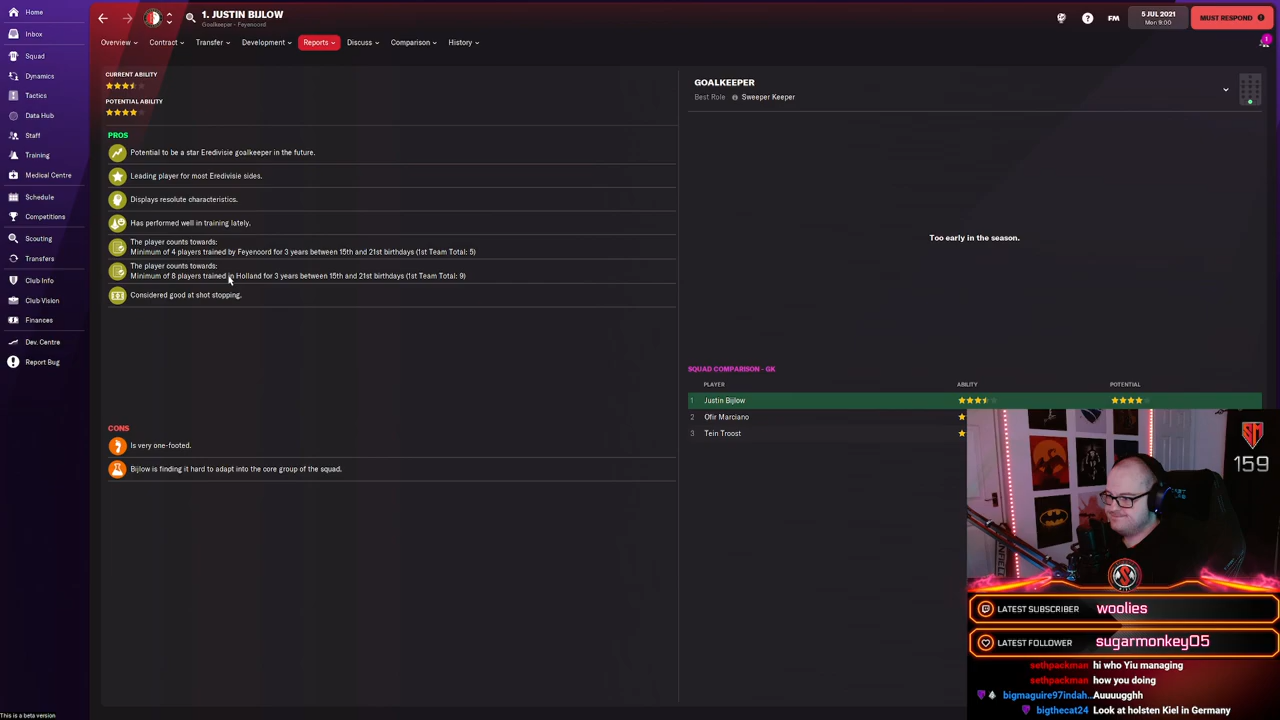 Home
1. JUSTIN BIJLOW
Goalkeeper - Feyenoord
FM
5 JUL 2021
Mon 9:00
MUST RESPOND
Inbox
Squad
Dynamics
Tactics
Data Hub
Staff
Training
Medical Centre
Schedule
Competitions
Scouting
Transfers
Club Info
Club Vision
Finances
Dev. Centre
Report Bug
Overview
Contract
Transfer
Development
Reports
Discuss
Comparison
History
1
CURRENT ABILITY
POTENTIAL ABILITY
PROS
Potential to be a star Eredivisie goalkeeper in the future.
Leading player for most Eredivisie sides.
Displays resolute characteristics.
Has performed well in training lately.
The player counts towards:
Minimum of 4 players trained by Feyenoord for 3 years between 15th and 21st birthdays (1st Team Total: 5)
The player counts towards:
Minimum of 8 players trained in Holland for 3 years between 15th and 21st birthdays (1st Team Total: 9)
Considered good at shot stopping.
CONS
Is very one-footed.
Bijlow is finding it hard to adapt into the core group of the squad.
GOALKEEPER
Best Role Sweeper Keeper
Too early in the season.
SQUAD COMPARISON - GK
PLAYER ABILITY POTENTIAL
1 Justin Bijlow
2 Ofir Marciano
3 Tein Troost
159
LATEST SUBSCRIBER woolies
LATEST FOLLOWER sugarmonkey05
sethpackman hi who Yiu managing
sethpackman how you doing
bigmaguire97indah... Auuuugghh
bigthecat24 Look at holsten Kiel in Germany
This is a beta version